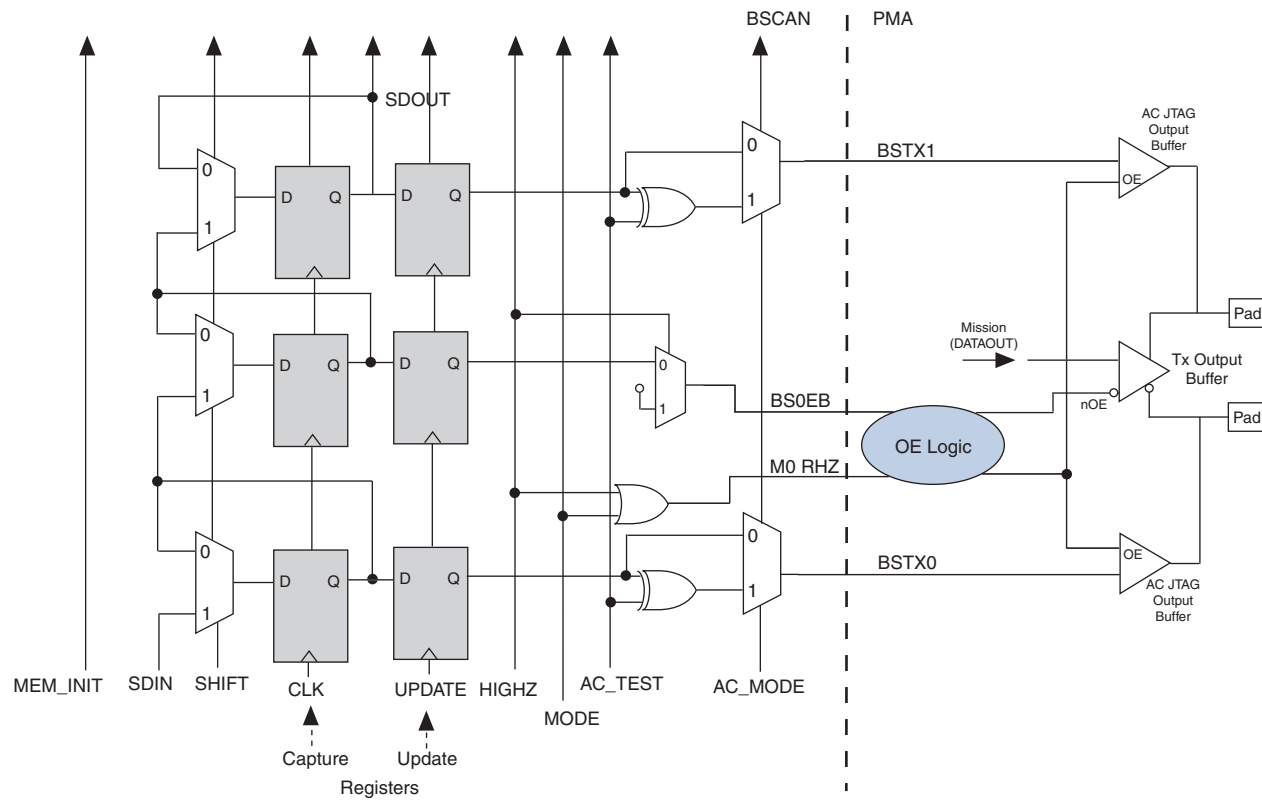 BSCAN
PMA
SDOUT
AC JTAG
Output
Buffer
0
1
D Q
D Q
0
1
BSTX1
OE
0
1
D Q
D Q
0
1
BS0EB
Mission
(DATAOUT)
Tx Output
Buffer
nOE
Pad
Pad
OE Logic
M0 RHZ
0
1
D Q
D Q
0
1
BSTX0
OE
AC JTAG
Output
Buffer
MEM_INIT
SDIN
SHIFT
CLK
UPDATE
HIGHZ
MODE
AC_TEST
AC_MODE
Capture
Update
Registers